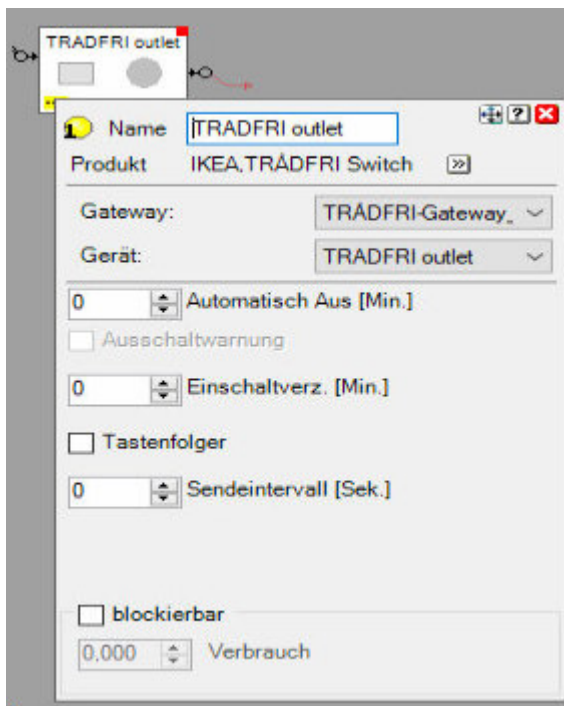 TRADFRI outlet
Name TRADFRI outlet
Produkt IKEA,TRÅDFRI Switch >>
Gateway: TRÅDFRI-Gateway_
Gerät: TRADFRI outlet
0 Automatisch Aus [Min.]
Ausschaltwarnung
0 Einschaltverz. [Min.]
Tastenfolger
0 Sendeintervall [Sek.]
blockierbar
0,000 Verbrauch